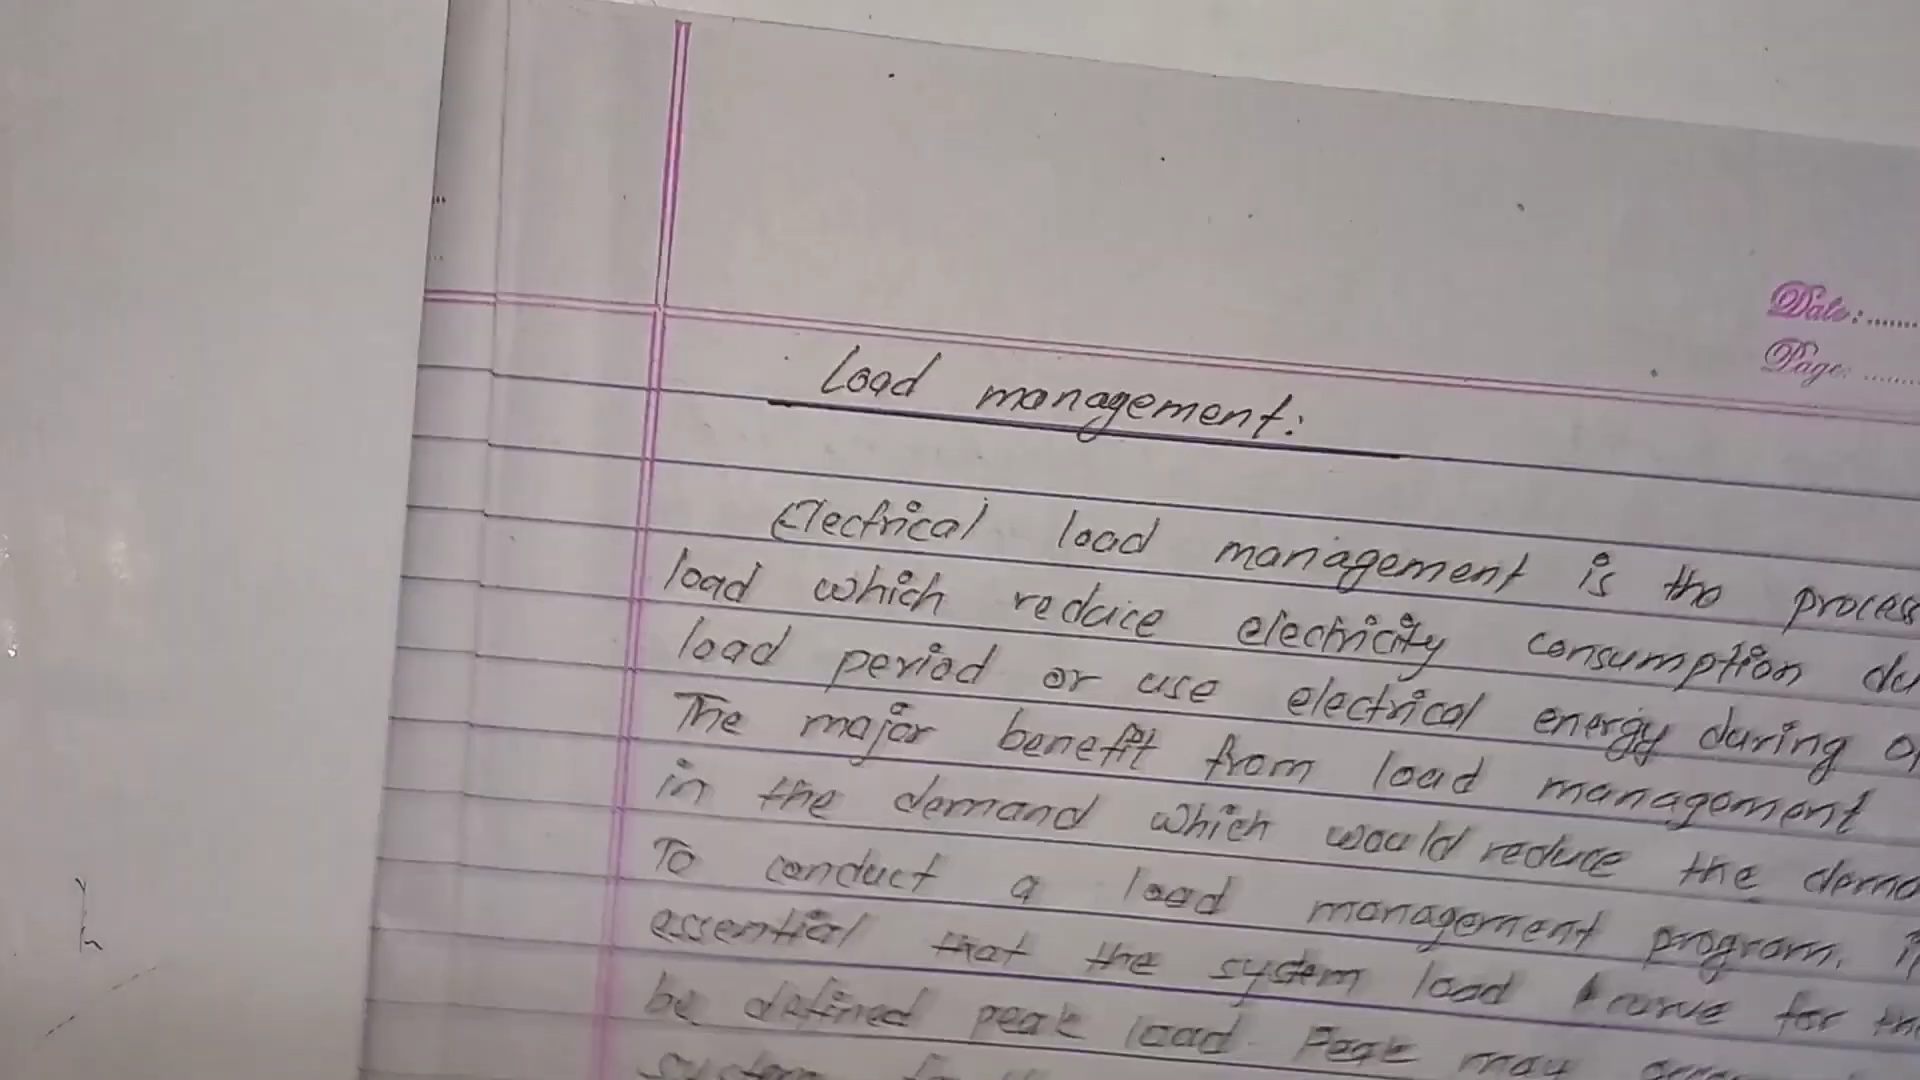 Date:
Page:
Load management:
Electrical load management is the process
load which reduce electricity consumption du
load period or use electrical energy during
The major benefit from load management
in the demand which would reduce the
To conduct a load management program.
essential that the system load curve for
be defined peak load. Peak may